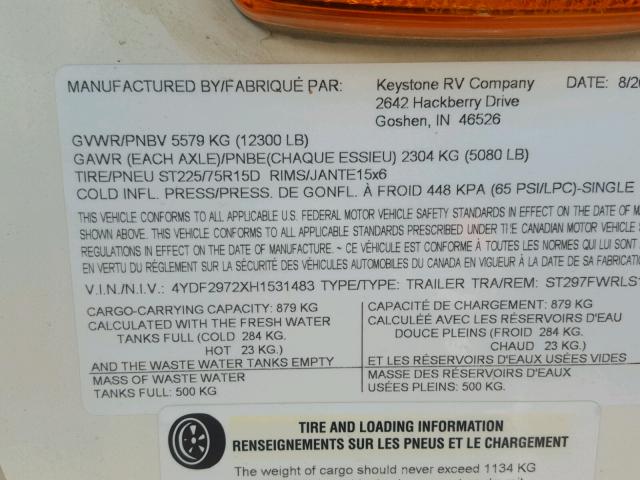 MANUFACTURED BY/FABRIQUÉ PAR: Keystone RV Company DATE: 8/20
2642 Hackberry Drive
Goshen, IN 46526
GVWR/PNBV 5579 KG (12300 LB)
GAWR (EACH AXLE)/PNBE(CHAQUE ESSIEU) 2304 KG (5080 LB)
TIRE/PNEU ST225/75R15D RIMS/JANTE15x6
COLD INFL. PRESS/PRESS. DE GONFL. À FROID 448 KPA (65 PSI/LPC)-SINGLE
THIS VEHICLE CONFORMS TO ALL APPLICABLE U.S. FEDERAL MOTOR VEHICLE SAFETY STANDARDS IN EFFECT ON THE DATE OF MA
SHOWN ABOVE. THIS VEHICLE CONFORMS TO ALL APPLICABLE STANDARDS PRESCRIBED UNDER THE CANADIAN MOTOR VEHICLE
REGULATIONS IN EFFECT ON THE DATE OF MANUFACTURE. ~ CE VÉHICULE EST CONFORME À TOUTES LES NORMES QUI LUI SONT
EN VERTU DU RÈGLEMENT SUR LA SÉCURITÉ DES VÉHICULES AUTOMOBILES DU CANADA EN VIGUEUR À LA DATE DE SA FABRICATION
V.I.N./N.I.V.: 4YDF2972XH1531483 TYPE/TYPE: TRAILER TRA/REM: ST297FWRLS1
CARGO-CARRYING CAPACITY: 879 KG
CALCULATED WITH THE FRESH WATER
TANKS FULL (COLD 284 KG.
HOT 23 KG.)
AND THE WASTE WATER TANKS EMPTY
MASS OF WASTE WATER
TANKS FULL: 500 KG
CAPACITÉ DE CHARGEMENT: 879 KG
CALCULÉE AVEC LES RÉSERVOIRS D'EAU
DOUCE PLEINS (FROID 284 KG.
CHAUD 23 KG.)
ET LES RÉSERVOIRS D'EAUX USÉES VIDES
MASSE DES RÉSERVOIRS D'EAUX
USÉES PLEINS: 500 KG
TIRE AND LOADING INFORMATION
RENSEIGNEMENTS SUR LES PNEUS ET LE CHARGEMENT
The weight of cargo should never exceed 1134 KG